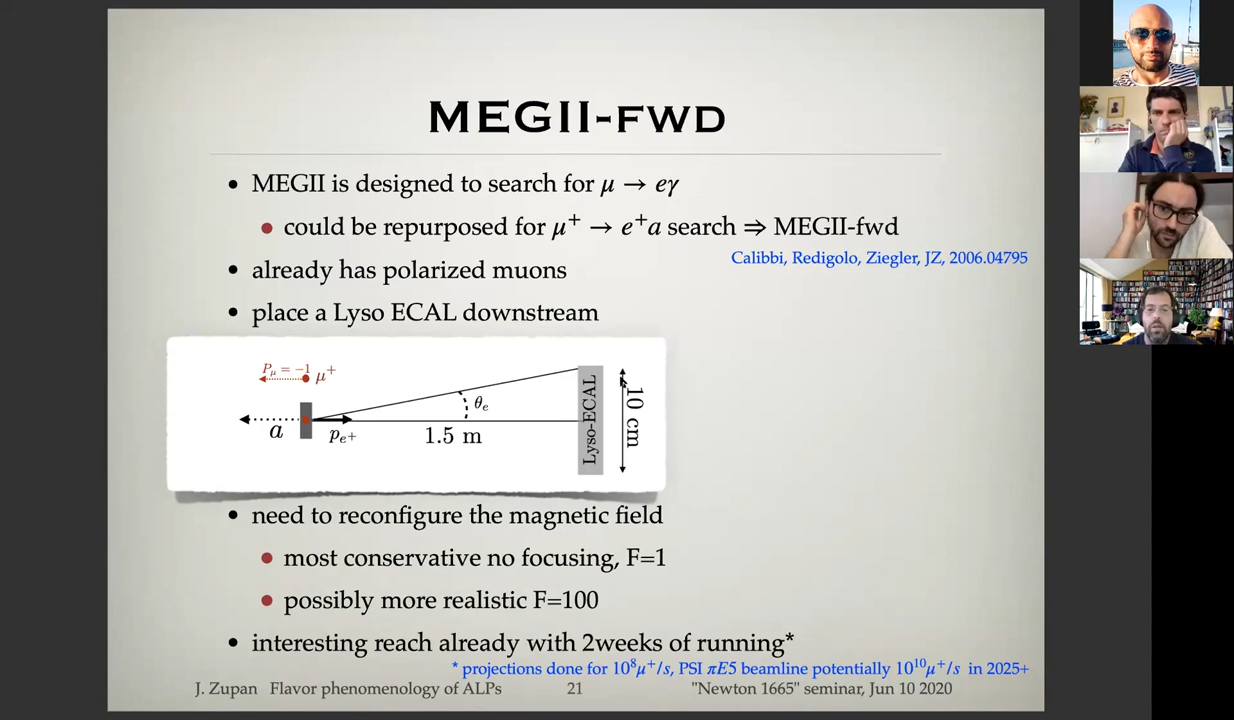 MEGII-FWD
• MEGII is designed to search for μ → eγ
• could be repurposed for μ⁺ → e⁺a search ⇒ MEGII-fwd
Calibbi, Redigolo, Ziegler, JZ, 2006.04795
• already has polarized muons
• place a Lyso ECAL downstream
P_μ = −1
μ⁺
θ_e
a
p_e⁺
1.5 m
Lyso-ECAL
10 cm
• need to reconfigure the magnetic field
• most conservative no focusing, F=1
• possibly more realistic F=100
• interesting reach already with 2weeks of running*
* projections done for 10⁸μ⁺/s, PSI πE5 beamline potentially 10¹⁰μ⁺/s in 2025+
J. Zupan Flavor phenomenology of ALPs 21 "Newton 1665" seminar, Jun 10 2020